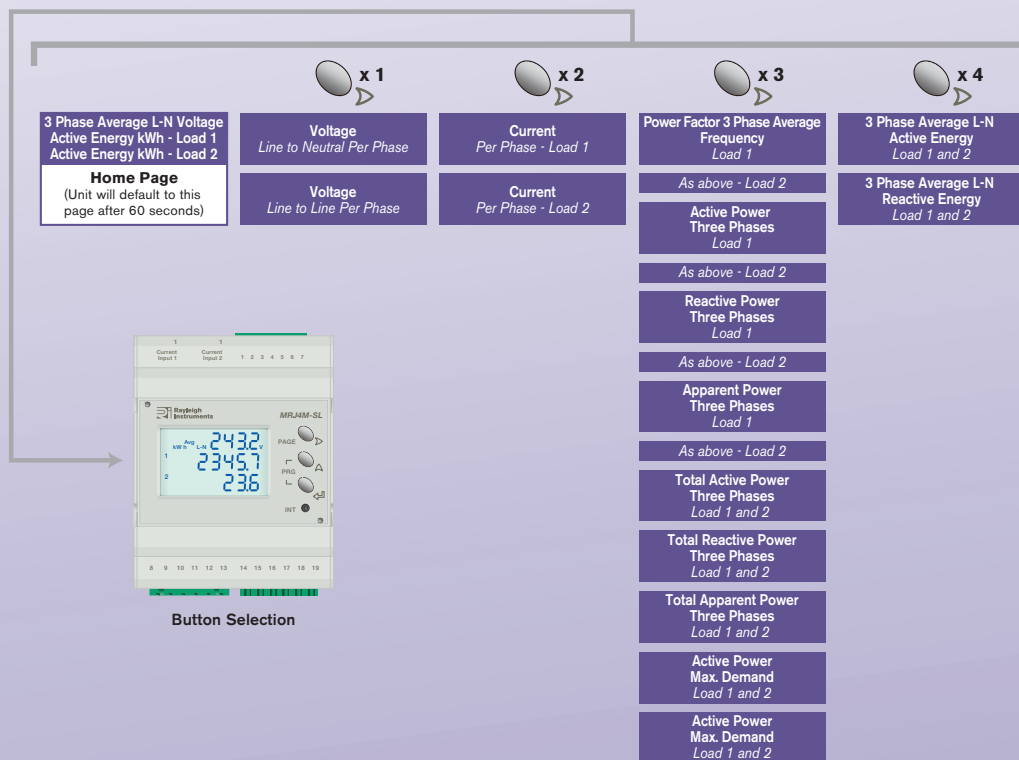 x 1
x 2
x 3
x 4
3 Phase Average L-N Voltage
Active Energy kWh - Load 1
Active Energy kWh - Load 2
Home Page
(Unit will default to this
page after 60 seconds)
Voltage
Line to Neutral Per Phase
Voltage
Line to Line Per Phase
Current
Per Phase - Load 1
Current
Per Phase - Load 2
Power Factor 3 Phase Average
Frequency
Load 1
As above - Load 2
Active Power
Three Phases
Load 1
As above - Load 2
Reactive Power
Three Phases
Load 1
As above - Load 2
Apparent Power
Three Phases
Load 1
As above - Load 2
Total Active Power
Three Phases
Load 1 and 2
Total Reactive Power
Three Phases
Load 1 and 2
Total Apparent Power
Three Phases
Load 1 and 2
Active Power
Max. Demand
Load 1 and 2
Active Power
Max. Demand
Load 1 and 2
3 Phase Average L-N
Active Energy
Load 1 and 2
3 Phase Average L-N
Reactive Energy
Load 1 and 2
1 1
Current Input 1
Current Input 2
1 2 3 4 5 6 7
Rayleigh
Instruments
MRJ4M-SL
kWh Avg L-N 243.2 V
1 2345.7
2 23.6
PAGE
PRG
INT
8 9 10 11 12 13 14 15 16 17 18 19
Button Selection